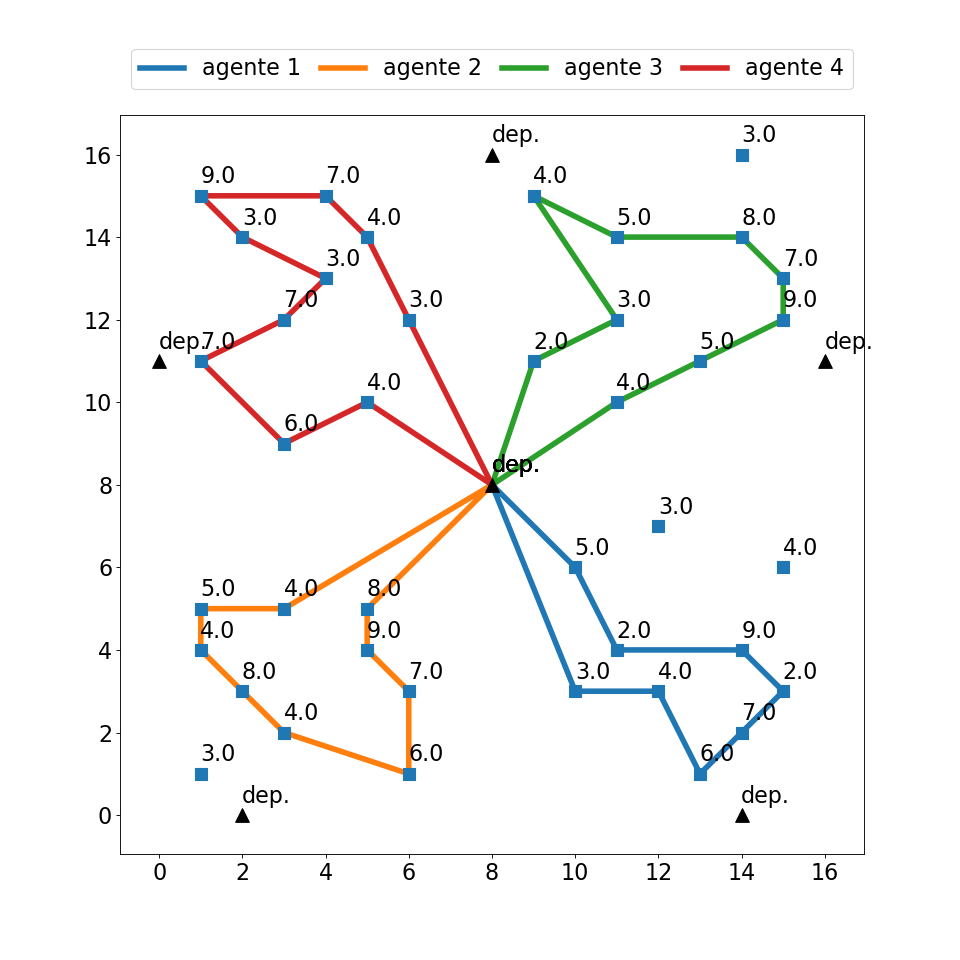 agente 1 agente 2 agente 3 agente 4
dep. 3.0
16
9.0 7.0 4.0
3.0 4.0 5.0 8.0
14
3.0 7.0
7.0 3.0 3.0 9.0
12
dep. 7.0 2.0 5.0 dep.
4.0 4.0
10
6.0
dep. dep.
8
3.0
5.0 4.0
6
5.0 4.0 8.0
4.0 9.0 2.0 9.0
4
8.0 7.0 3.0 4.0 2.0
4.0 7.0
2
3.0 6.0 6.0
dep. dep.
0
0 2 4 6 8 10 12 14 16